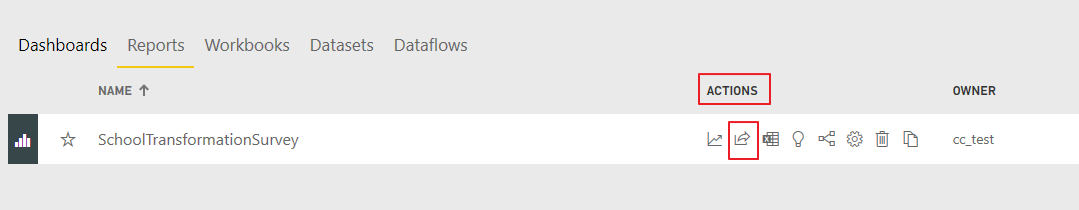 Dashboards Reports Workbooks Datasets Dataflows
NAME ACTIONS OWNER
SchoolTransformationSurvey cc_test